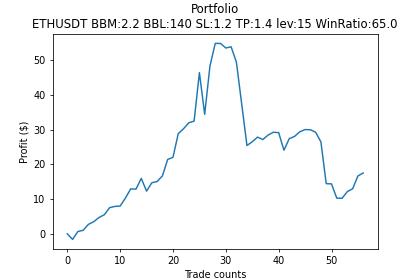 Portfolio
ETHUSDT BBM:2.2 BBL:140 SL:1.2 TP:1.4 lev:15 WinRatio:65.0
50
40
30
20
10
0
Profit ($)
0 10 20 30 40 50
Trade counts